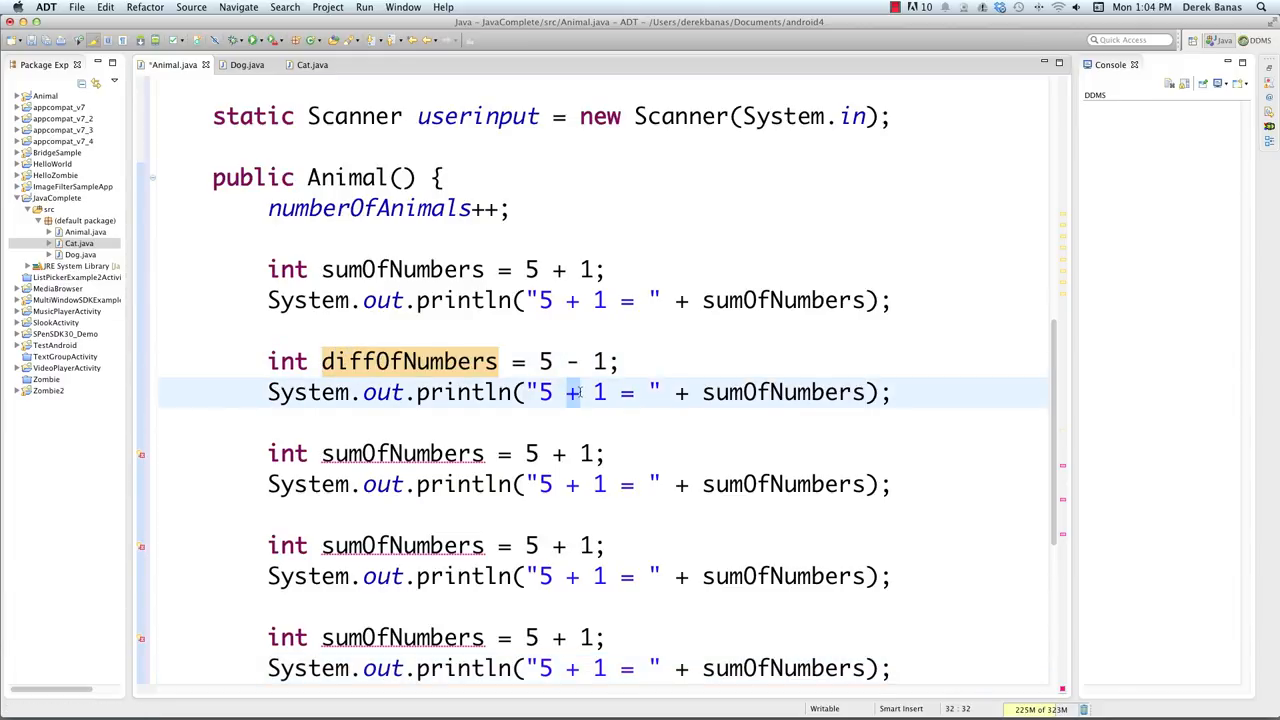 ADT File Edit Refactor Source Navigate Search Project Run Window Help 10 Mon 1:04 PM Derek Banas
Java – JavaComplete/src/Animal.java – ADT – /Users/derekbanas/Documents/android4
Quick Access Java DDMS
Package Exp
*Animal.java Dog.java Cat.java
Console
DDMS
Animal
appcompat_v7
appcompat_v7_2
appcompat_v7_3
appcompat_v7_4
BridgeSample
HelloWorld
HelloZombie
ImageFilterSampleApp
JavaComplete
src
(default package)
Animal.java
Cat.java
Dog.java
JRE System Library [Ja
ListPickerExample2Activi
MediaBrowser
MultiWindowSDKExample
MusicPlayerActivity
SlookActivity
SPenSDK30_Demo
TestAndroid
TextGroupActivity
VideoPlayerActivity
Zombie
Zombie2
static Scanner userinput = new Scanner(System.in);
public Animal() {
numberOfAnimals++;
int sumOfNumbers = 5 + 1;
System.out.println("5 + 1 = " + sumOfNumbers);
int diffOfNumbers = 5 - 1;
System.out.println("5 + 1 = " + sumOfNumbers);
int sumOfNumbers = 5 + 1;
System.out.println("5 + 1 = " + sumOfNumbers);
int sumOfNumbers = 5 + 1;
System.out.println("5 + 1 = " + sumOfNumbers);
int sumOfNumbers = 5 + 1;
System.out.println("5 + 1 = " + sumOfNumbers);
Writable Smart Insert 32 : 32 225M of 323M